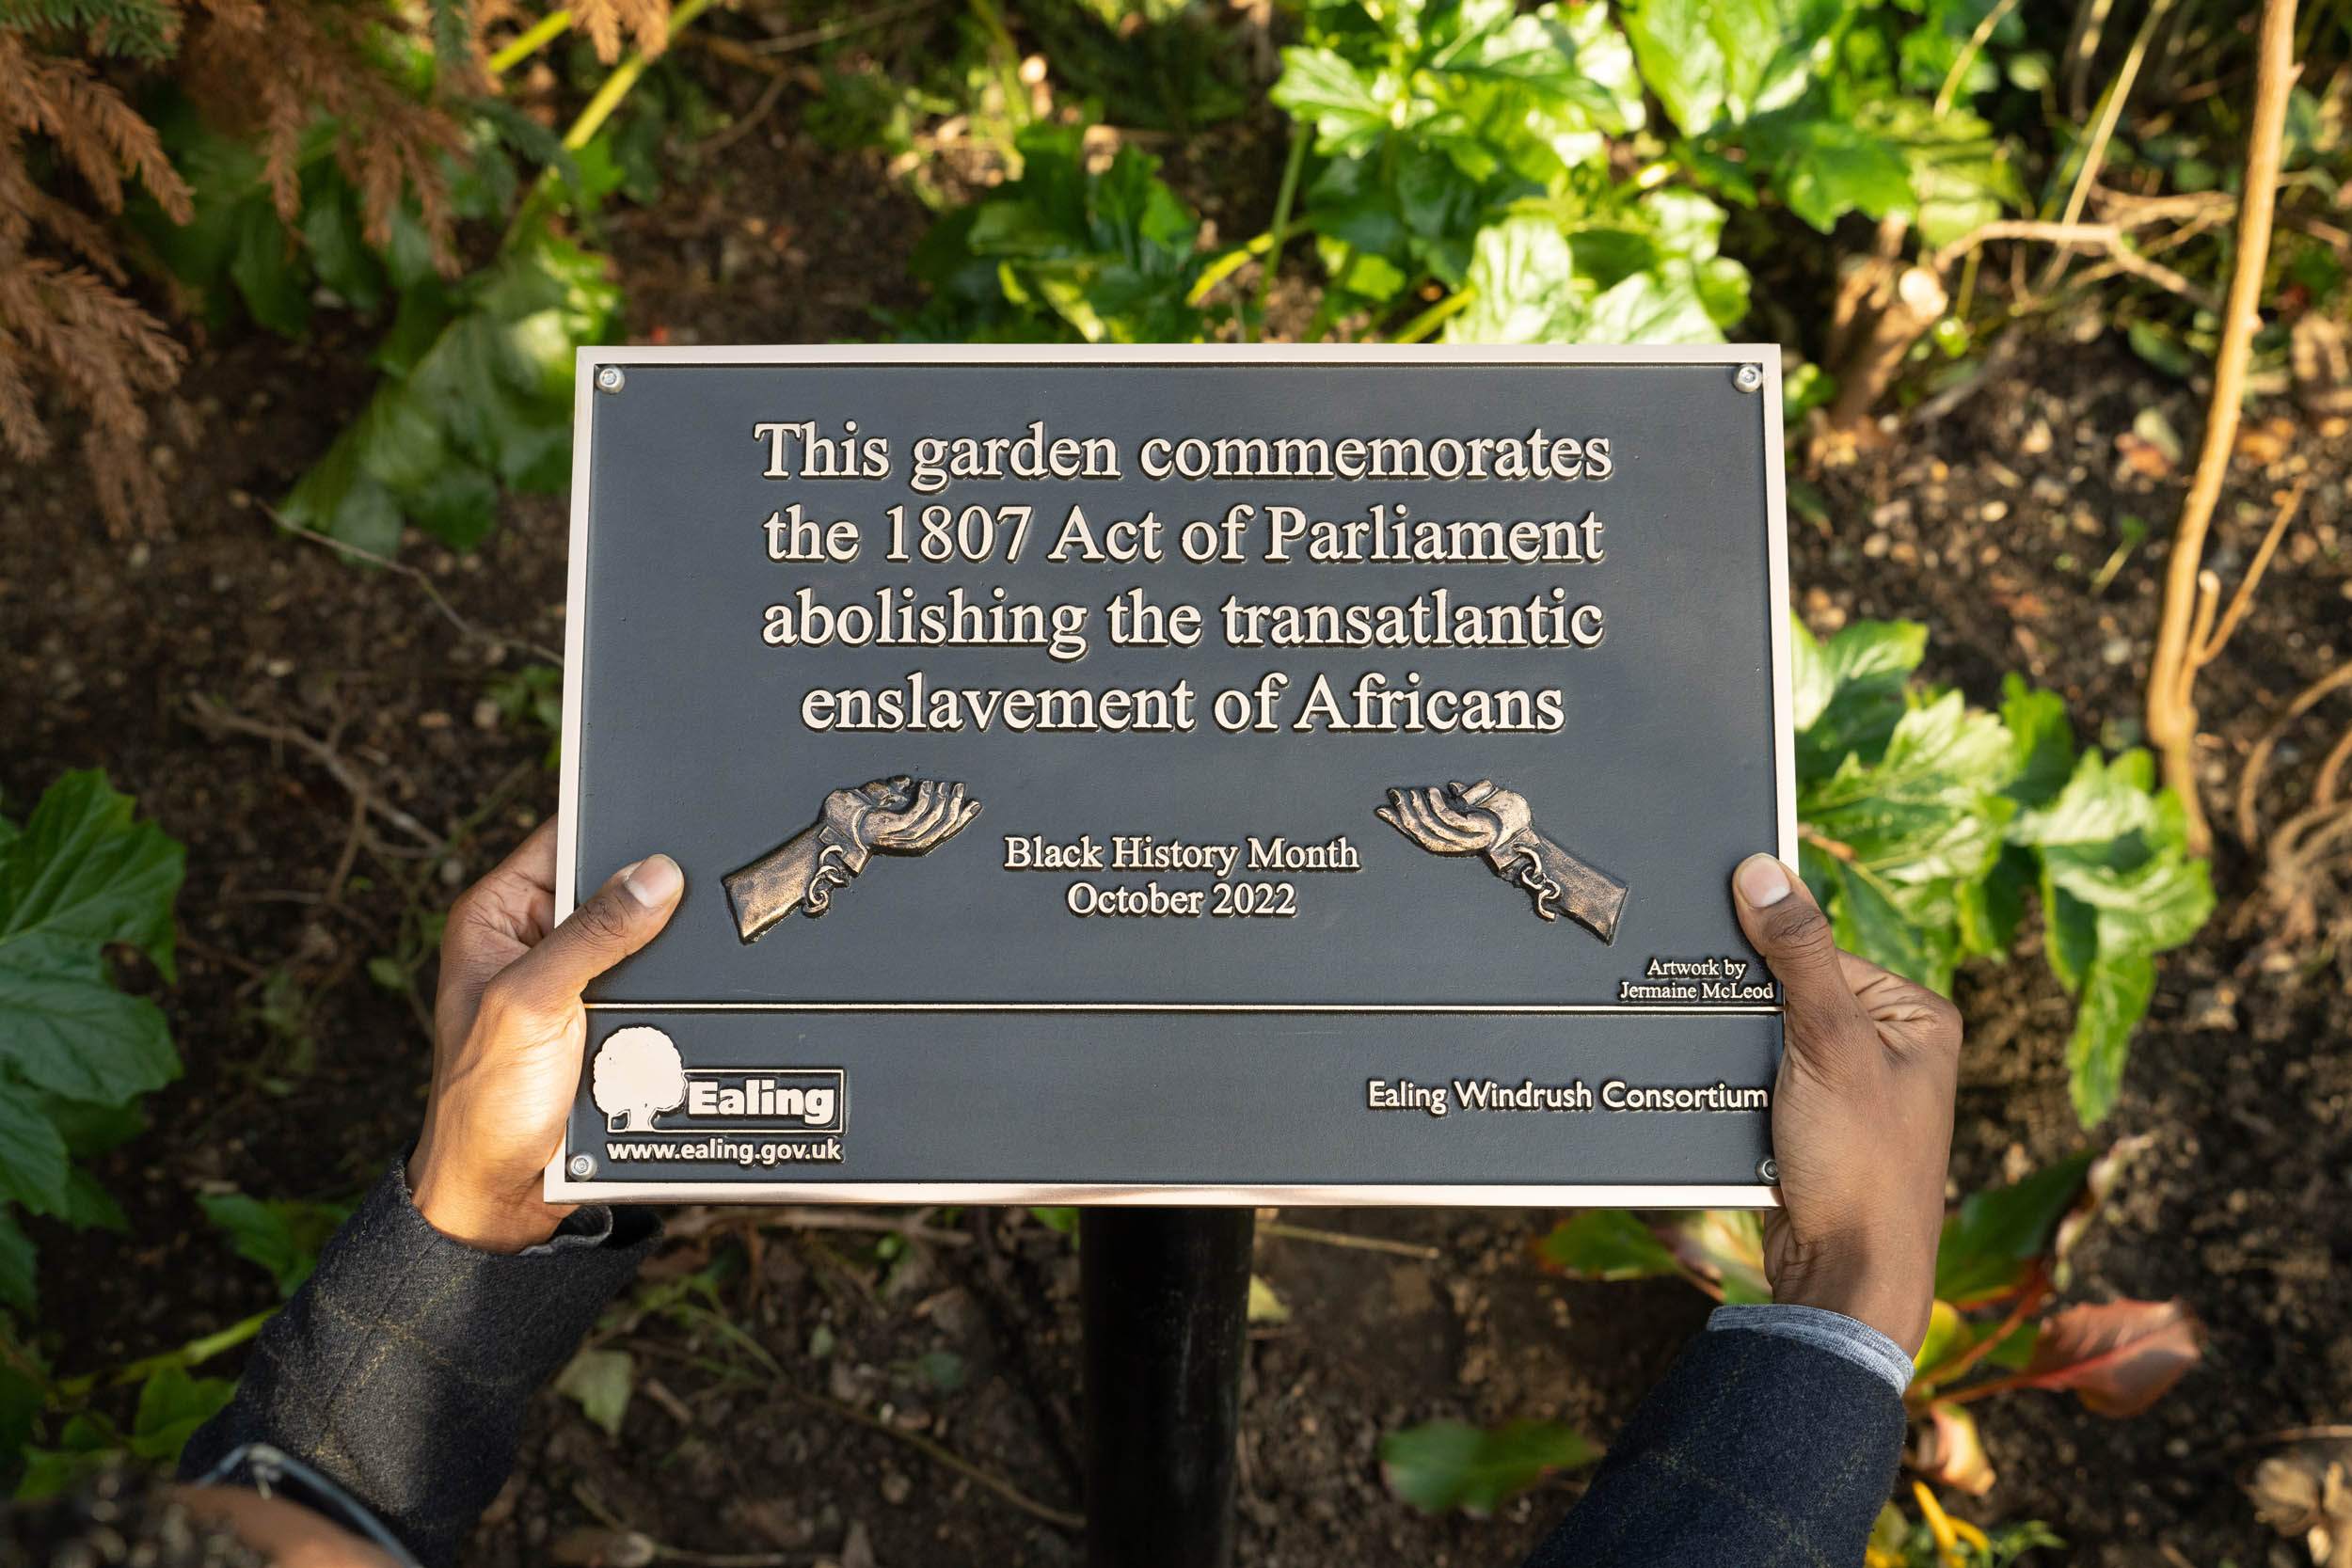 This garden commemorates
the 1807 Act of Parliament
abolishing the transatlantic
enslavement of Africans
Black History Month
October 2022
Artwork by
Jermaine McLeod
Ealing
www.ealing.gov.uk
Ealing Windrush Consortium